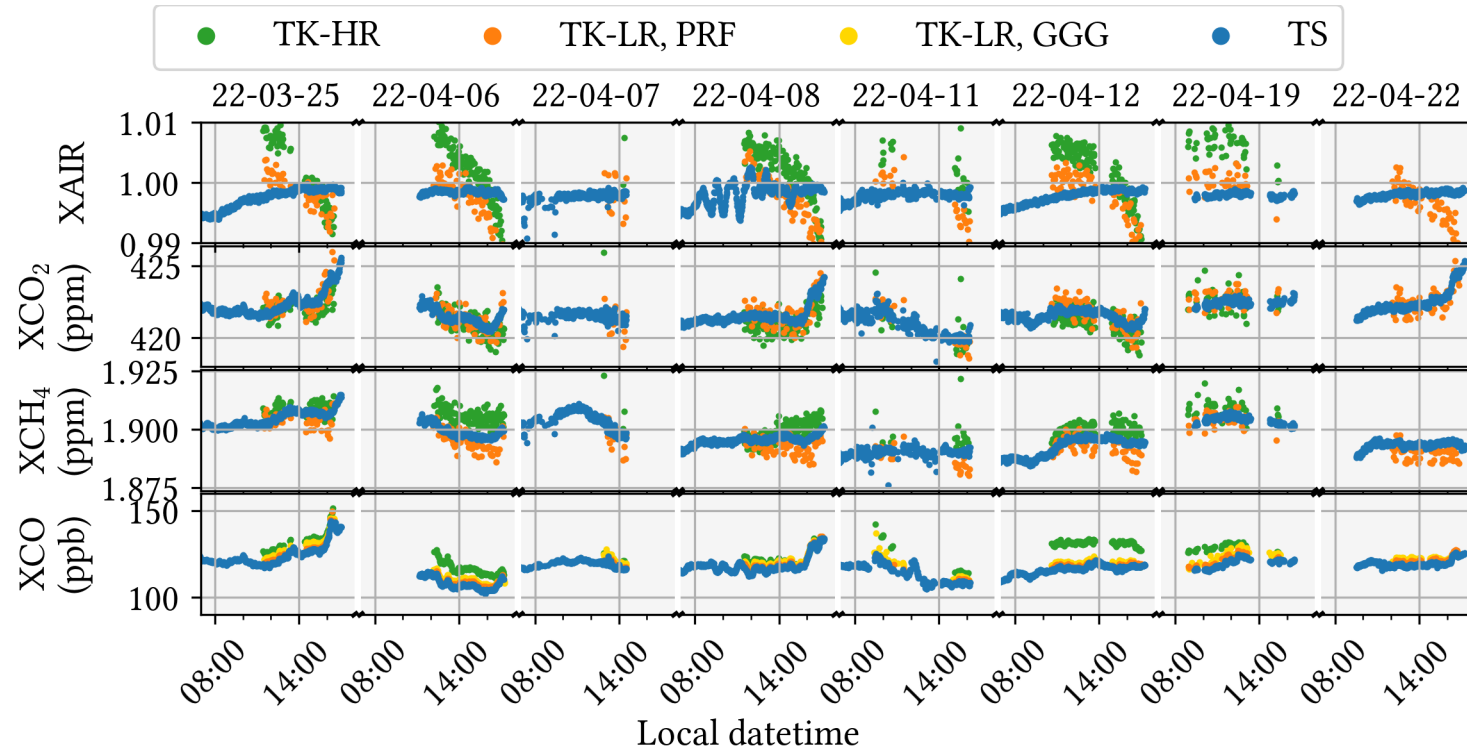 TK-HR TK-LR, PRF TK-LR, GGG TS
22-03-25 22-04-06 22-04-07 22-04-08 22-04-11 22-04-12 22-04-19 22-04-22
XAIR
1.01
1.00
0.99
XCO₂
(ppm)
425
420
XCH₄
(ppm)
1.925
1.900
1.875
XCO
(ppb)
150
100
08:00 14:00 08:00 14:00 08:00 14:00 08:00 14:00 08:00 14:00 08:00 14:00 08:00 14:00 08:00 14:00
Local datetime